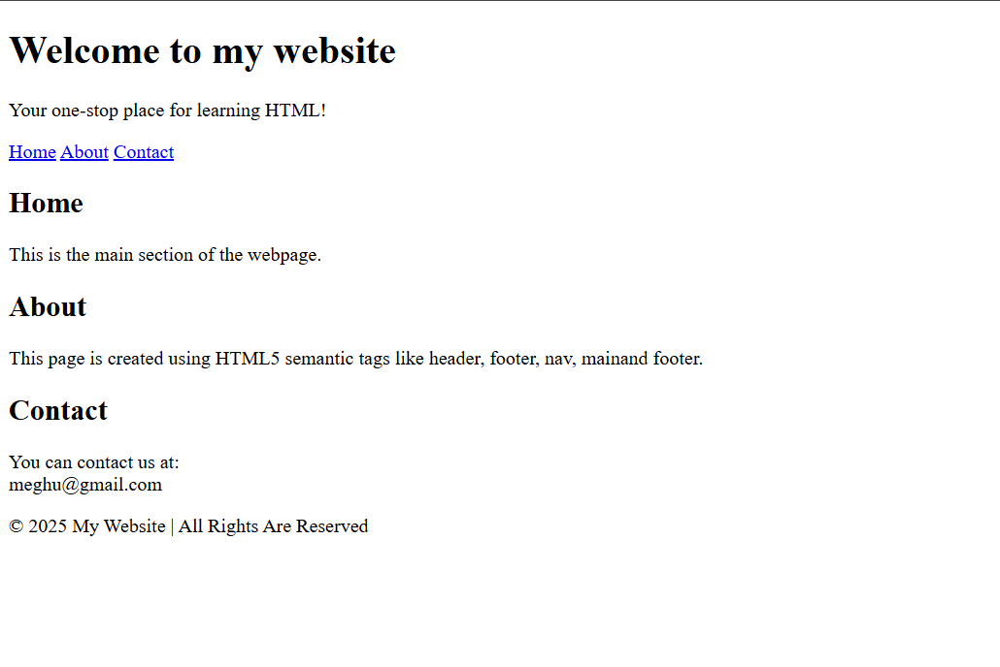 Welcome to my website
Your one-stop place for learning HTML!
Home About Contact
Home
This is the main section of the webpage.
About
This page is created using HTML5 semantic tags like header, footer, nav, mainand footer.
Contact
You can contact us at:
meghu@gmail.com
© 2025 My Website | All Rights Are Reserved